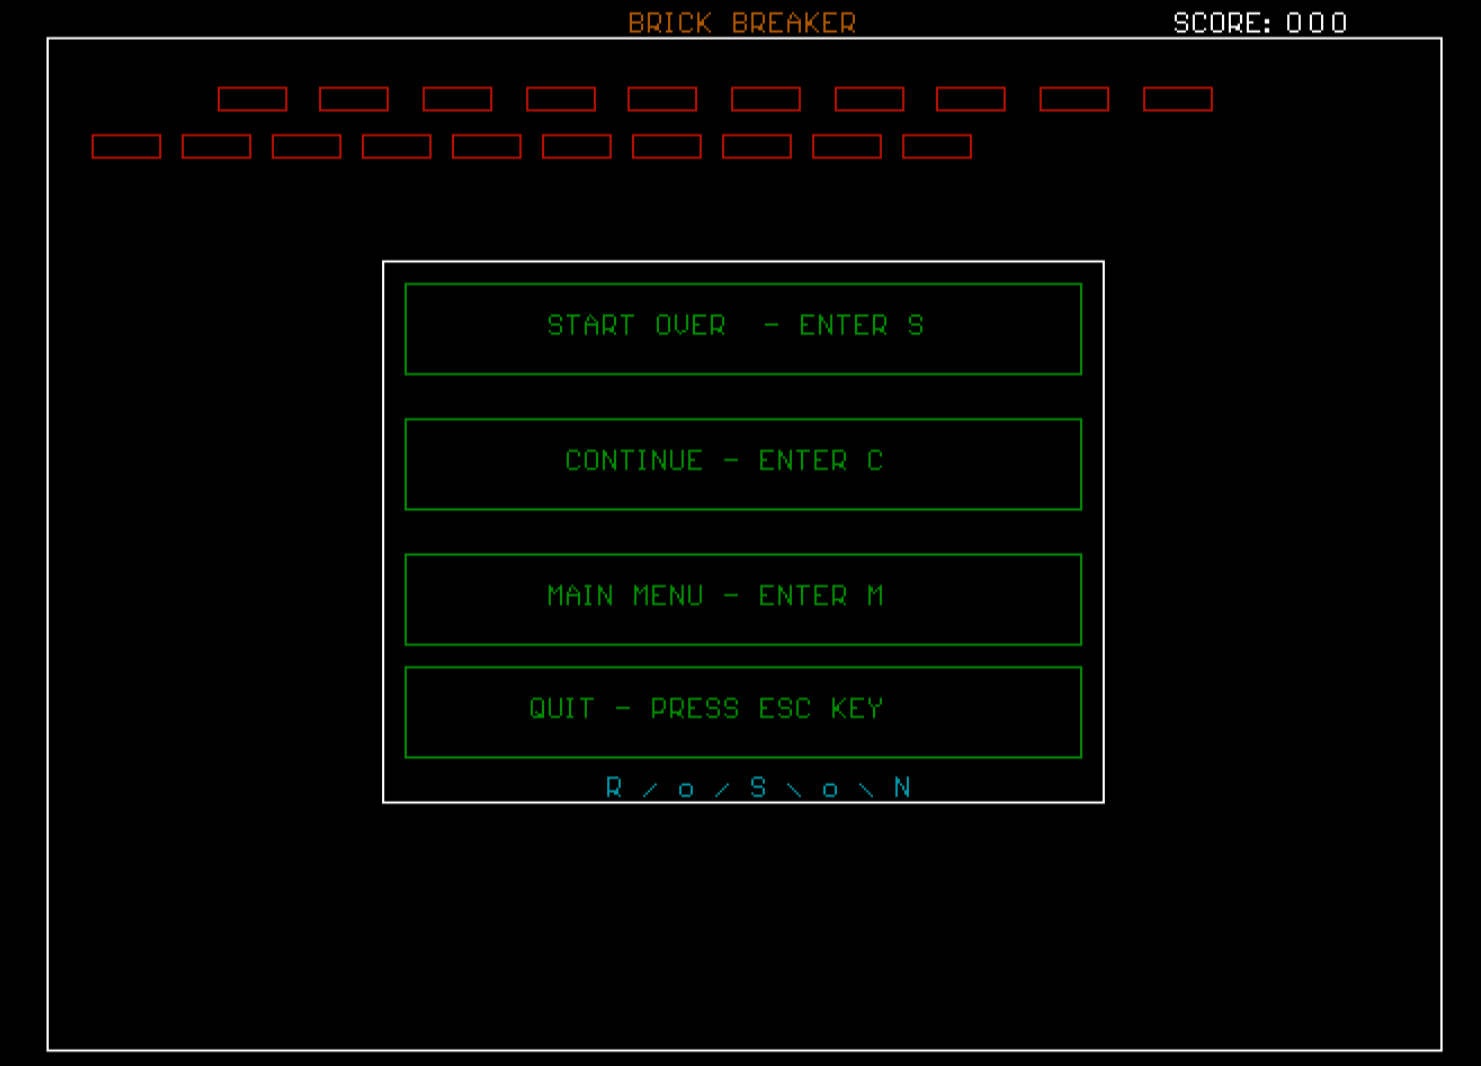 BRICK BREAKER SCORE: 000
START OVER - ENTER S
CONTINUE - ENTER C
MAIN MENU - ENTER M
QUIT - PRESS ESC KEY
R / o / S \ o \ N